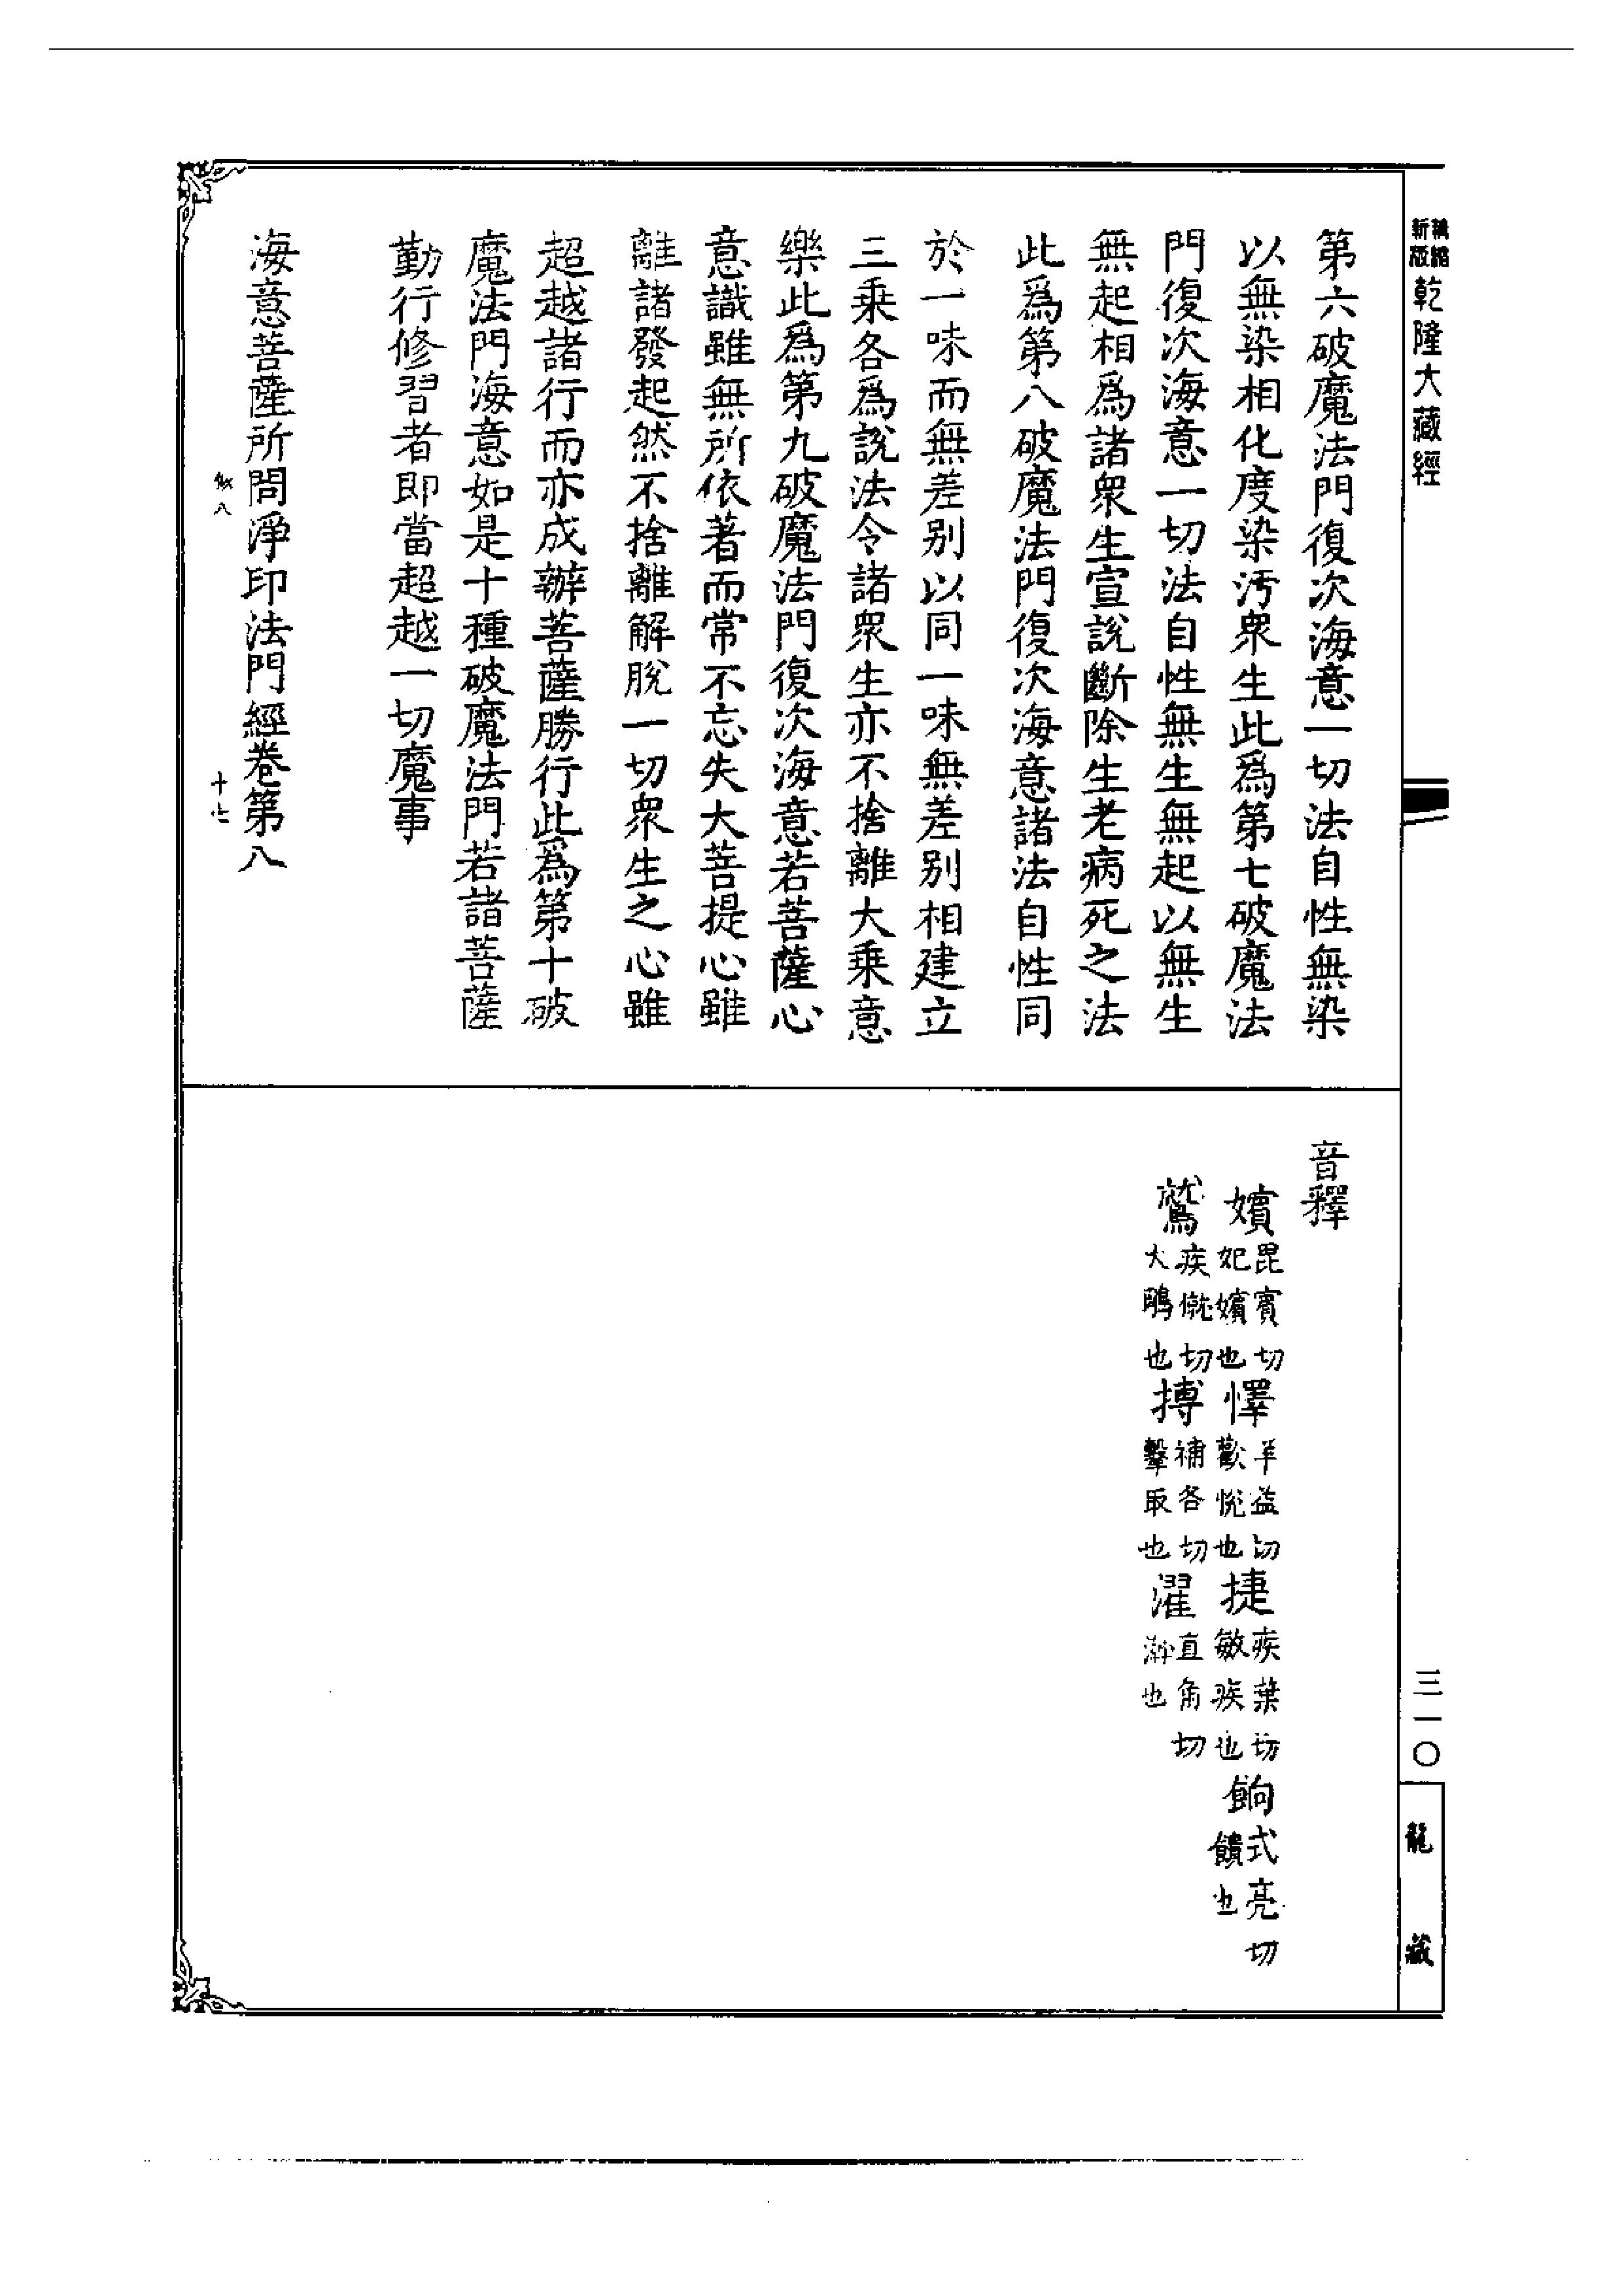 新版精縮乾隆大藏經
第六破魔法門復次海意一切法自性無染
以無染相化度染污衆生此爲第七破魔法
門復次海意一切法自性無生無起以無生
無起相爲諸衆生宣說斷除生老病死之法
此爲第八破魔法門復次海意諸法自性同
於一味而無差别以同一味無差别相建立
三乘各爲說法令諸衆生亦不捨離大乘意
樂此爲第九破魔法門復次海意若菩薩心
意識雖無所依著而常不忘失大菩提心雖
離諸發起然不捨離解脫一切衆生之心雖
超越諸行而亦成辦菩薩勝行此爲第十破
魔法門海意如是十種破魔法門若諸菩薩
勤行修習者即當超越一切魔事
海意菩薩所問淨印法門經卷第八
八
十七
音釋
嬪毘賓切妃嬪也懌羊益切歡悅也捷疾葉切敏疾也餉式亮切饋也
鷲疾僦切大鵰也搏補各切擊取也濯直角切澣也
三一〇
龍藏